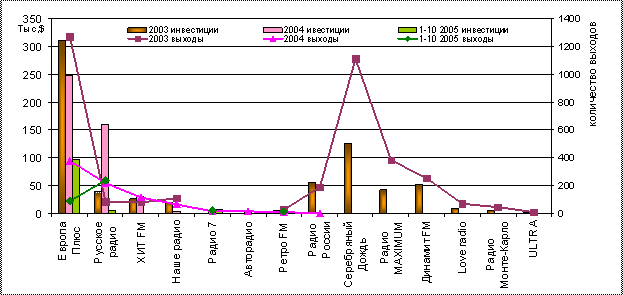 350
Тыс,$
300
250
200
150
100
50
0
2003 инвестиции
2004 ивестиции
1-10 2005 инвестиции
2003 выходы
2004 выходы
1-10 2005 выходы
1400
1200
1000
800
600
400
200
0
количество выходов
Европа
Плюс
Русское
радио
ХИТ FM
Наше радио
Радио 7
Авторадио
Ретро FM
Радио
России
Серебряный
Дождь
Радио
MAXIMUM
Динамит FM
Love radio
Радио
Монте-Карло
ULTRA